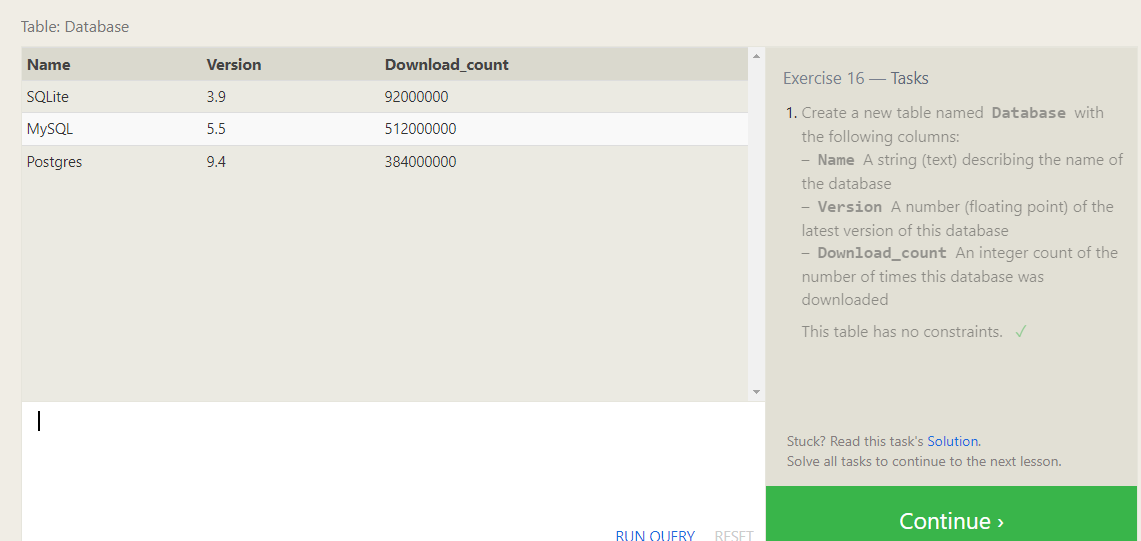 Table: Database
Name Version Download_count
SQLite 3.9 92000000
MySQL 5.5 512000000
Postgres 9.4 384000000
RUN QUERY RESET
Exercise 16 — Tasks
1. Create a new table named Database with
the following columns:
– Name A string (text) describing the name of
the database
– Version A number (floating point) of the
latest version of this database
– Download_count An integer count of the
number of times this database was
downloaded
This table has no constraints. ✓
Stuck? Read this task's Solution.
Solve all tasks to continue to the next lesson.
Continue ›